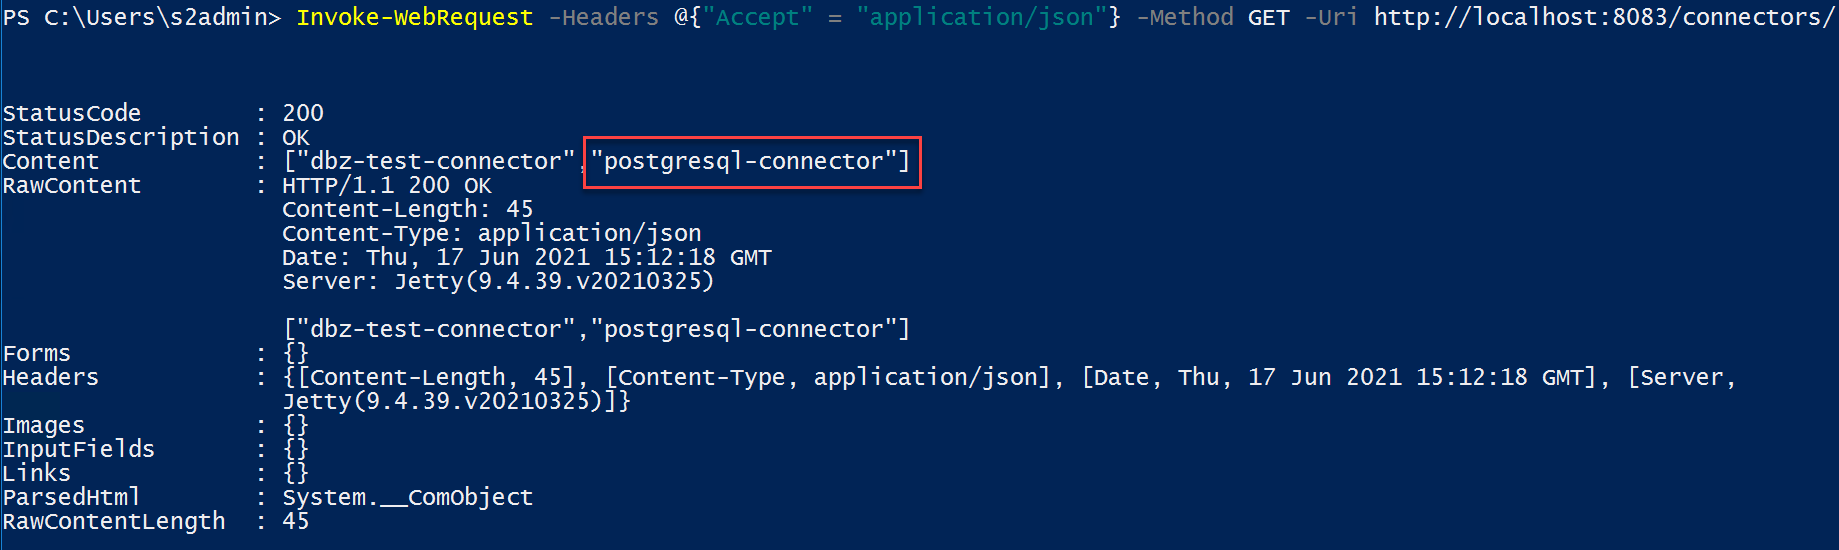 PS C:\Users\s2admin> Invoke-WebRequest -Headers @{"Accept" = "application/json"} -Method GET -Uri http://localhost:8083/connectors/
StatusCode        : 200
StatusDescription : OK
Content           : ["dbz-test-connector","postgresql-connector"]
RawContent        : HTTP/1.1 200 OK
                    Content-Length: 45
                    Content-Type: application/json
                    Date: Thu, 17 Jun 2021 15:12:18 GMT
                    Server: Jetty(9.4.39.v20210325)
                    ["dbz-test-connector","postgresql-connector"]
Forms             : {}
Headers           : {[Content-Length, 45], [Content-Type, application/json], [Date, Thu, 17 Jun 2021 15:12:18 GMT], [Server,
                    Jetty(9.4.39.v20210325)]}
Images            : {}
InputFields       : {}
Links             : {}
ParsedHtml        : System.__ComObject
RawContentLength  : 45